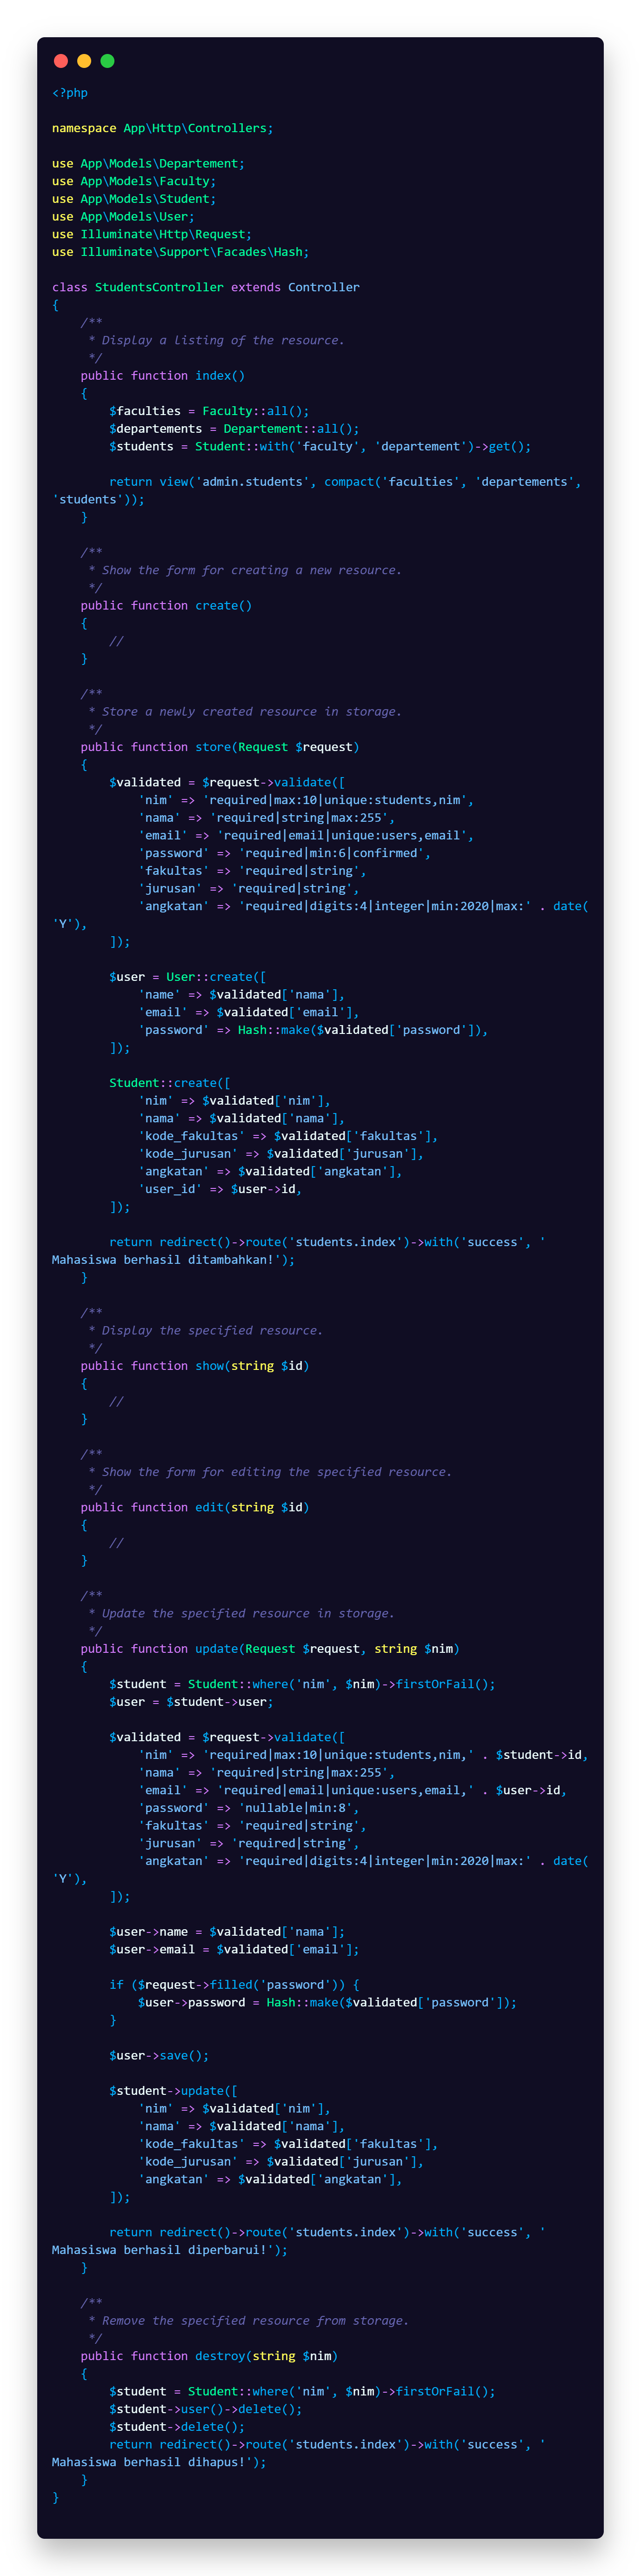 <?php

namespace App\Http\Controllers;

use App\Models\Departement;
use App\Models\Faculty;
use App\Models\Student;
use App\Models\User;
use Illuminate\Http\Request;
use Illuminate\Support\Facades\Hash;

class StudentsController extends Controller
{
    /**
     * Display a listing of the resource.
     */
    public function index()
    {
        $faculties = Faculty::all();
        $departements = Departement::all();
        $students = Student::with('faculty', 'departement')->get();

        return view('admin.students', compact('faculties', 'departements',
'students'));
    }

    /**
     * Show the form for creating a new resource.
     */
    public function create()
    {
        //
    }

    /**
     * Store a newly created resource in storage.
     */
    public function store(Request $request)
    {
        $validated = $request->validate([
            'nim' => 'required|max:10|unique:students,nim',
            'nama' => 'required|string|max:255',
            'email' => 'required|email|unique:users,email',
            'password' => 'required|min:6|confirmed',
            'fakultas' => 'required|string',
            'jurusan' => 'required|string',
            'angkatan' => 'required|digits:4|integer|min:2020|max:' . date(
'Y'),
        ]);

        $user = User::create([
            'name' => $validated['nama'],
            'email' => $validated['email'],
            'password' => Hash::make($validated['password']),
        ]);

        Student::create([
            'nim' => $validated['nim'],
            'nama' => $validated['nama'],
            'kode_fakultas' => $validated['fakultas'],
            'kode_jurusan' => $validated['jurusan'],
            'angkatan' => $validated['angkatan'],
            'user_id' => $user->id,
        ]);

        return redirect()->route('students.index')->with('success', '
Mahasiswa berhasil ditambahkan!');
    }

    /**
     * Display the specified resource.
     */
    public function show(string $id)
    {
        //
    }

    /**
     * Show the form for editing the specified resource.
     */
    public function edit(string $id)
    {
        //
    }

    /**
     * Update the specified resource in storage.
     */
    public function update(Request $request, string $nim)
    {
        $student = Student::where('nim', $nim)->firstOrFail();
        $user = $student->user;

        $validated = $request->validate([
            'nim' => 'required|max:10|unique:students,nim,' . $student->id,
            'nama' => 'required|string|max:255',
            'email' => 'required|email|unique:users,email,' . $user->id,
            'password' => 'nullable|min:8',
            'fakultas' => 'required|string',
            'jurusan' => 'required|string',
            'angkatan' => 'required|digits:4|integer|min:2020|max:' . date(
'Y'),
        ]);

        $user->name = $validated['nama'];
        $user->email = $validated['email'];

        if ($request->filled('password')) {
            $user->password = Hash::make($validated['password']);
        }

        $user->save();

        $student->update([
            'nim' => $validated['nim'],
            'nama' => $validated['nama'],
            'kode_fakultas' => $validated['fakultas'],
            'kode_jurusan' => $validated['jurusan'],
            'angkatan' => $validated['angkatan'],
        ]);

        return redirect()->route('students.index')->with('success', '
Mahasiswa berhasil diperbarui!');
    }

    /**
     * Remove the specified resource from storage.
     */
    public function destroy(string $nim)
    {
        $student = Student::where('nim', $nim)->firstOrFail();
        $student->user()->delete();
        $student->delete();
        return redirect()->route('students.index')->with('success', '
Mahasiswa berhasil dihapus!');
    }
}